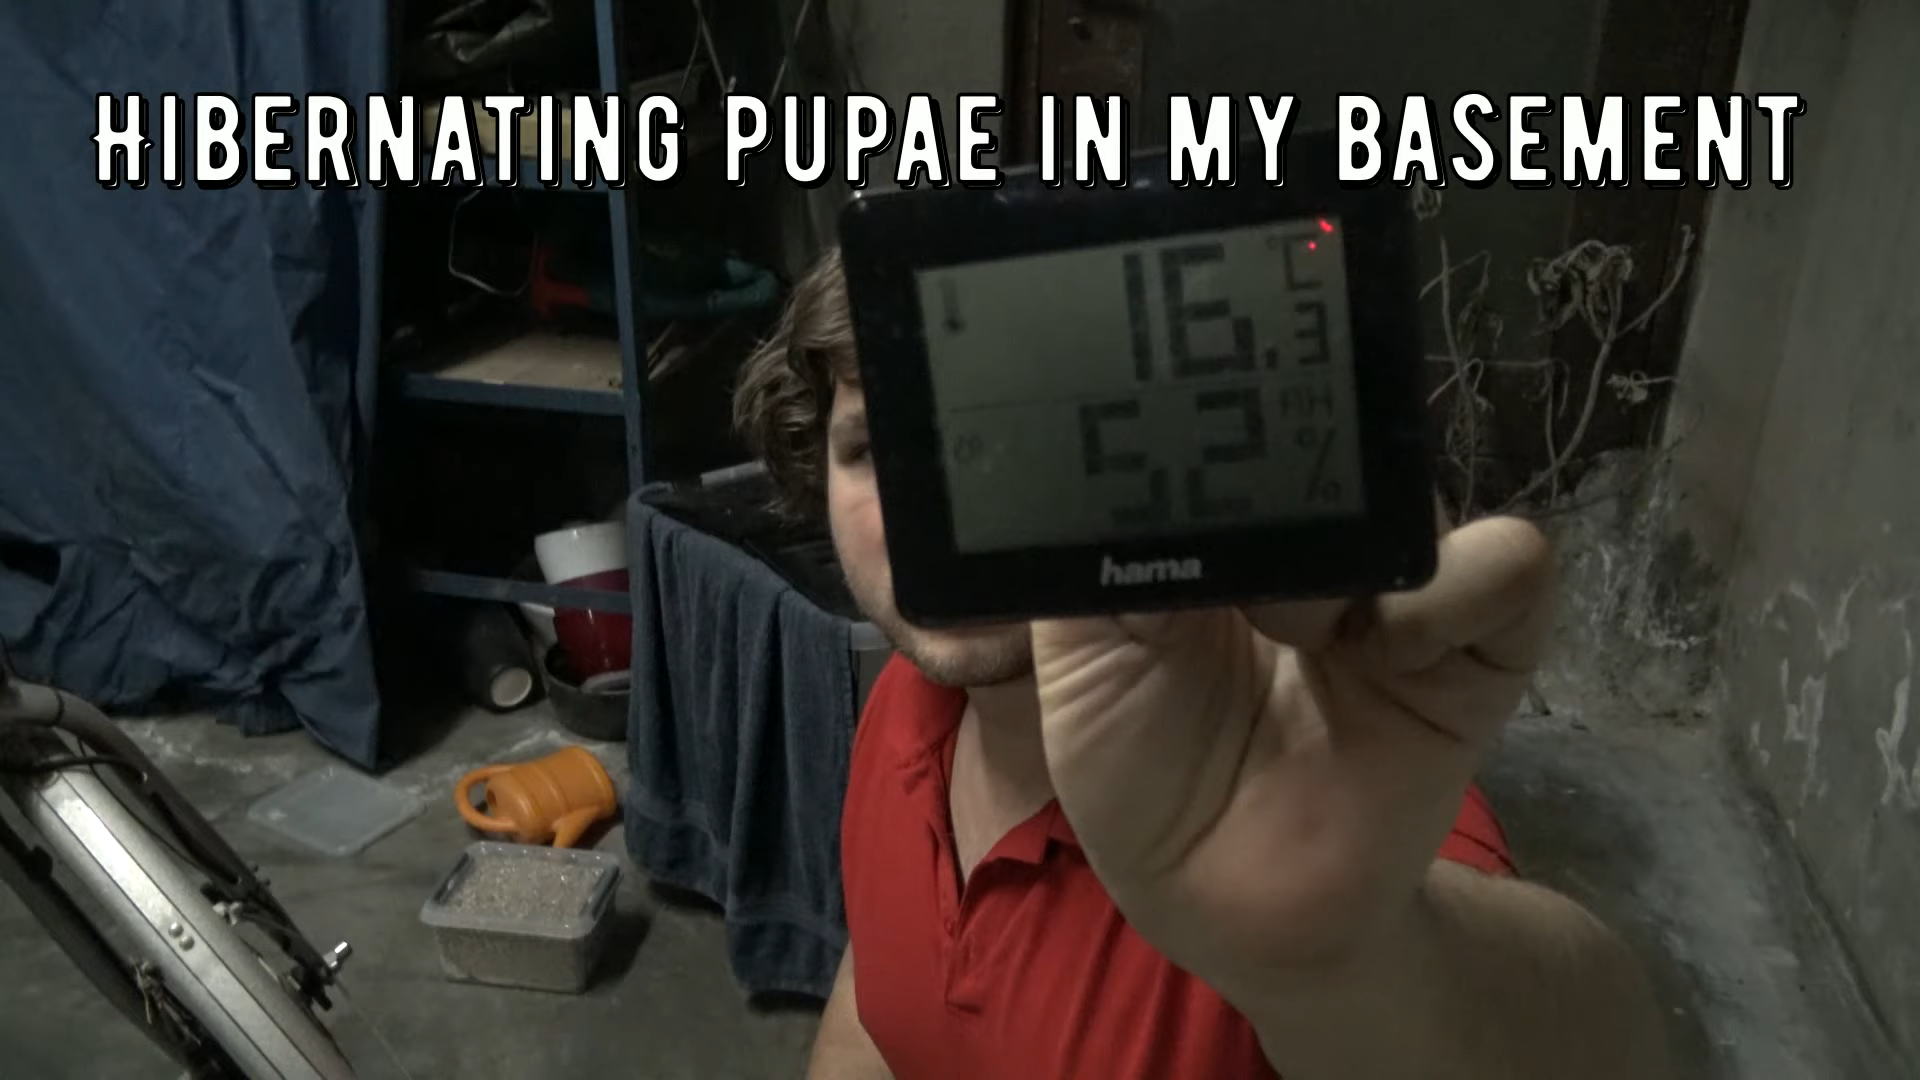 Hibernating pupae in my basement
°C
16.3
RH
52 %
hama